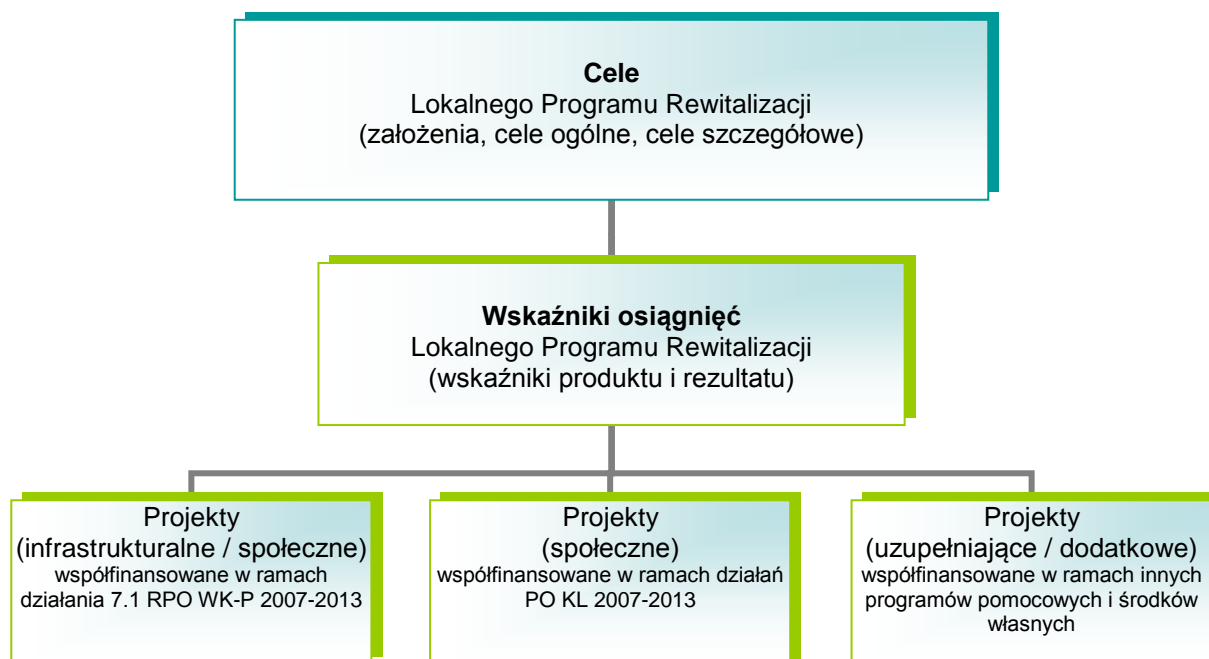 Cele
Lokalnego Programu Rewitalizacji
(założenia, cele ogólne, cele szczegółowe)
Wskaźniki osiągnięć
Lokalnego Programu Rewitalizacji
(wskaźniki produktu i rezultatu)
Projekty
(infrastrukturalne / społeczne)
współfinansowane w ramach
działania 7.1 RPO WK-P 2007-2013
Projekty
(społeczne)
współfinansowane w ramach działań
PO KL 2007-2013
Projekty
(uzupełniające / dodatkowe)
współfinansowane w ramach innych
programów pomocowych i środków
własnych